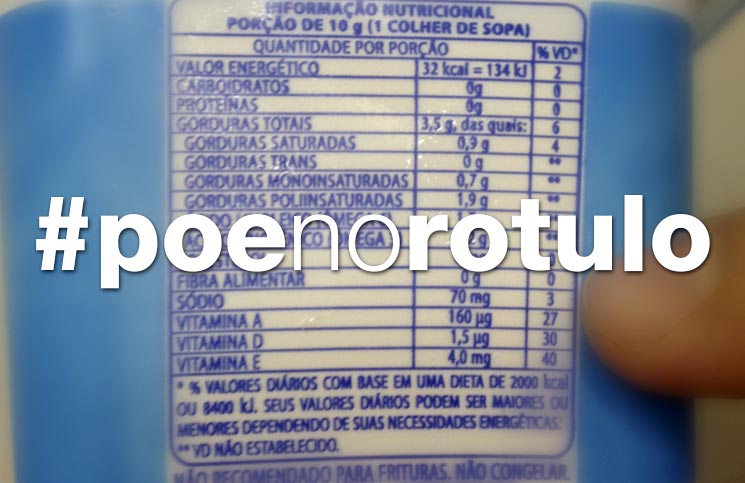 INFORMAÇÃO NUTRICIONAL
PORÇÃO DE 10 g (1 COLHER DE SOPA)
QUANTIDADE POR PORÇÃO % VD*
VALOR ENERGÉTICO 32 kcal = 134 kJ 2
CARBOIDRATOS 0g 0
PROTEÍNAS 0g 0
GORDURAS TOTAIS 3,5 g, das quais: 6
GORDURAS SATURADAS 0,9 g 4
GORDURAS TRANS 0 g **
GORDURAS MONOINSATURADAS 0,7 g **
GORDURAS POLIINSATURADAS 1,9 g **
#poenorotulo
FIBRA ALIMENTAR 0 g 0
SÓDIO 70 mg 3
VITAMINA A 160 µg 27
VITAMINA D 1,5 µg 30
VITAMINA E 4,0 mg 40
* % VALORES DIÁRIOS COM BASE EM UMA DIETA DE 2000 kcal
OU 8400 kJ. SEUS VALORES DIÁRIOS PODEM SER MAIORES OU
MENORES DEPENDENDO DE SUAS NECESSIDADES ENERGÉTICAS.
** VD NÃO ESTABELECIDO.
NÃO RECOMENDADO PARA FRITURAS. NÃO CONGELAR.